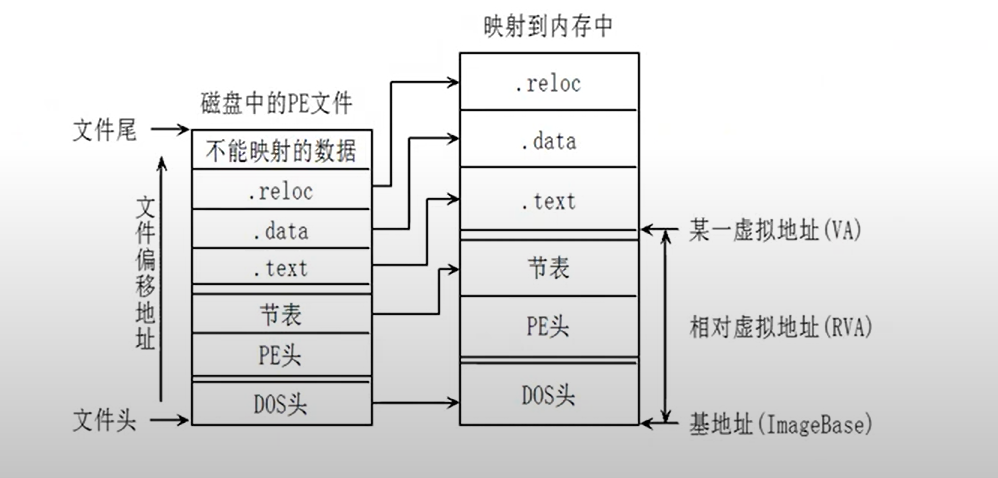 映射到内存中
磁盘中的PE文件
文件尾
不能映射的数据
.reloc
.data
.text
节表
PE头
DOS头
文件头
文件偏移地址
.reloc
.data
.text
节表
PE头
DOS头
某一虚拟地址(VA)
相对虚拟地址(RVA)
基地址(ImageBase)